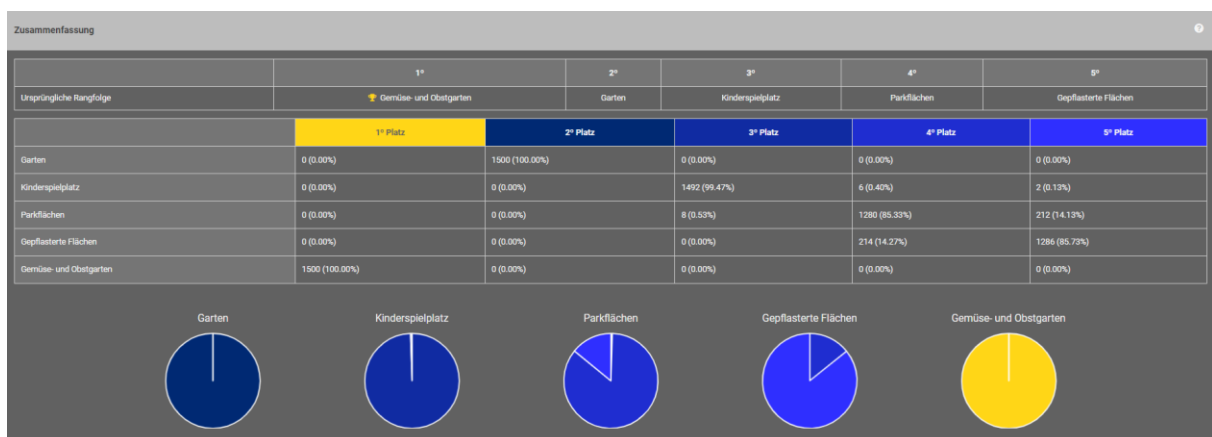 Zusammenfassung
?
1º 2º 3º 4º 5º
Ursprüngliche Rangfolge Gemüse- und Obstgarten Garten Kinderspielplatz Parkflächen Gepflasterte Flächen
1º Platz 2º Platz 3º Platz 4º Platz 5º Platz
Garten 0 (0.00%) 1500 (100.00%) 0 (0.00%) 0 (0.00%) 0 (0.00%)
Kinderspielplatz 0 (0.00%) 0 (0.00%) 1492 (99.47%) 6 (0.40%) 2 (0.13%)
Parkflächen 0 (0.00%) 0 (0.00%) 8 (0.53%) 1280 (85.33%) 212 (14.13%)
Gepflasterte Flächen 0 (0.00%) 0 (0.00%) 0 (0.00%) 214 (14.27%) 1286 (85.73%)
Gemüse- und Obstgarten 1500 (100.00%) 0 (0.00%) 0 (0.00%) 0 (0.00%) 0 (0.00%)
Garten Kinderspielplatz Parkflächen Gepflasterte Flächen Gemüse- und Obstgarten